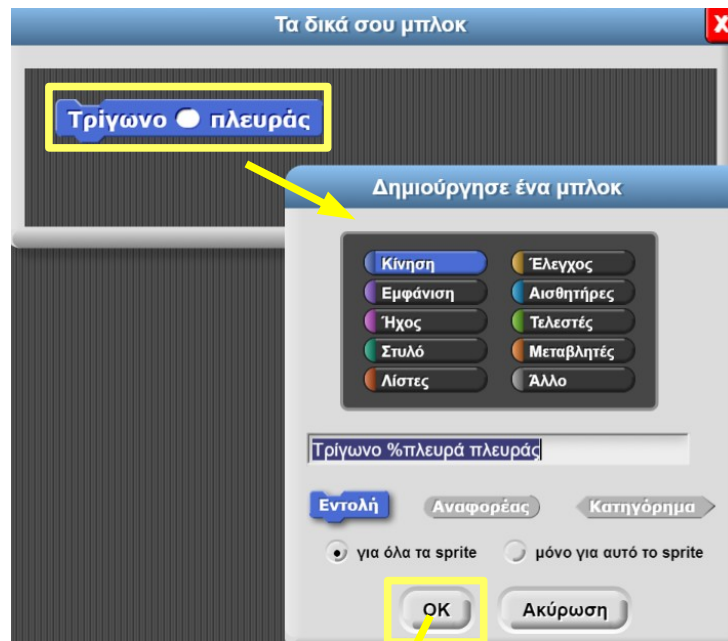 Τα δικά σου μπλοκ
X
Τρίγωνο πλευράς
Δημιούργησε ένα μπλοκ
Κίνηση Έλεγχος
Εμφάνιση Αισθητήρες
Ήχος Τελεστές
Στυλό Μεταβλητές
Λίστες Άλλο
Τρίγωνο %πλευρά πλευράς
Εντολή Αναφορέας Κατηγόρημα
για όλα τα sprite μόνο για αυτό το sprite
OK Ακύρωση